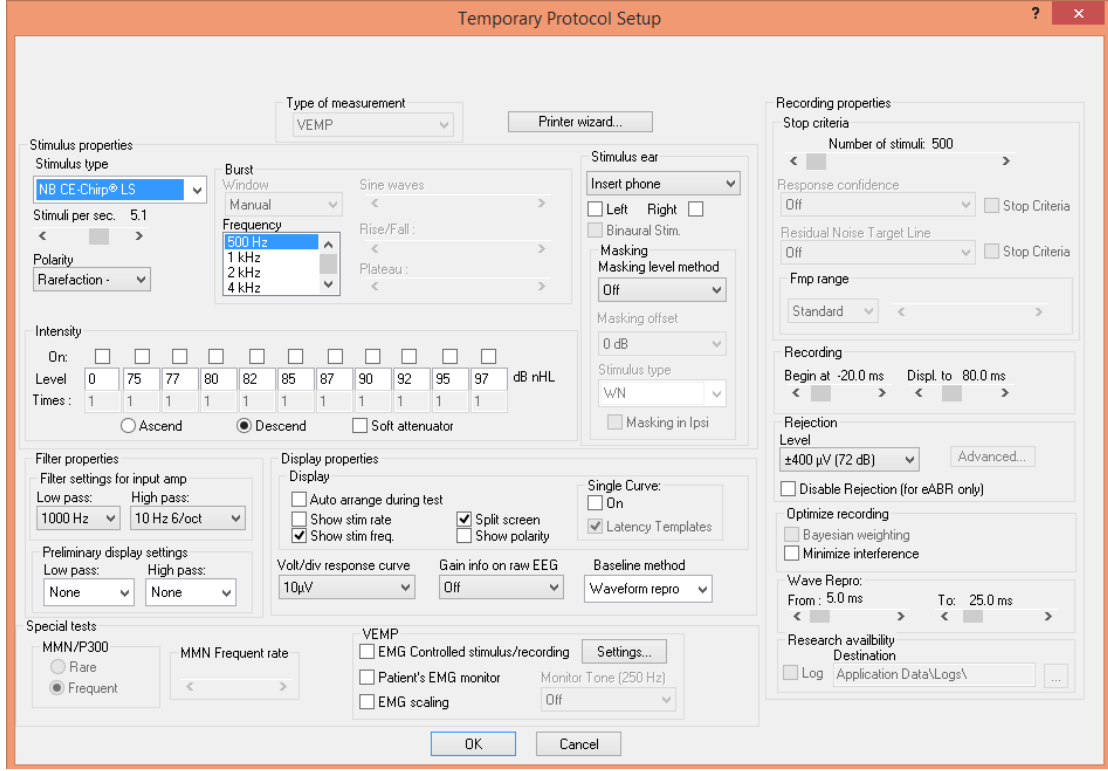 Temporary Protocol Setup
? ×
Type of measurement
VEMP
Printer wizard...
Stimulus properties
Stimulus type
NB CE-Chirp® LS
Stimuli per sec. 5.1
Polarity
Rarefaction -
Burst
Window
Manual
Frequency
500 Hz
1 kHz
2 kHz
4 kHz
Sine waves
Rise/Fall :
Plateau :
Stimulus ear
Insert phone
Left Right
Binaural Stim.
Masking
Masking level method
Off
Masking offset
0 dB
Stimulus type
WN
Masking in Ipsi
Intensity
On:
Level 0 75 77 80 82 85 87 90 92 95 97 dB nHL
Times : 1 1 1 1 1 1 1 1 1 1 1
Ascend Descend Soft attenuator
Filter properties
Filter settings for input amp
Low pass: High pass:
1000 Hz 10 Hz 6/oct
Preliminary display settings
Low pass: High pass:
None None
Display properties
Display
Auto arrange during test
Show stim rate Split screen
Show stim freq. Show polarity
Single Curve:
On
Latency Templates
Volt/div response curve Gain info on raw EEG Baseline method
10µV Off Waveform repro
Special tests
MMN/P300
Rare
Frequent
MMN Frequent rate
VEMP
EMG Controlled stimulus/recording Settings...
Patient's EMG monitor Monitor Tone (250 Hz)
EMG scaling Off
Recording properties
Stop criteria
Number of stimuli: 500
Response confidence
Off Stop Criteria
Residual Noise Target Line
Off Stop Criteria
Fmp range
Standard
Recording
Begin at -20.0 ms Displ. to 80.0 ms
Rejection
Level
±400 µV (72 dB) Advanced...
Disable Rejection (for eABR only)
Optimize recording
Bayesian weighting
Minimize interference
Wave Repro:
From : 5.0 ms To: 25.0 ms
Research availbility
Destination
Log Application Data\Logs\ ...
OK Cancel